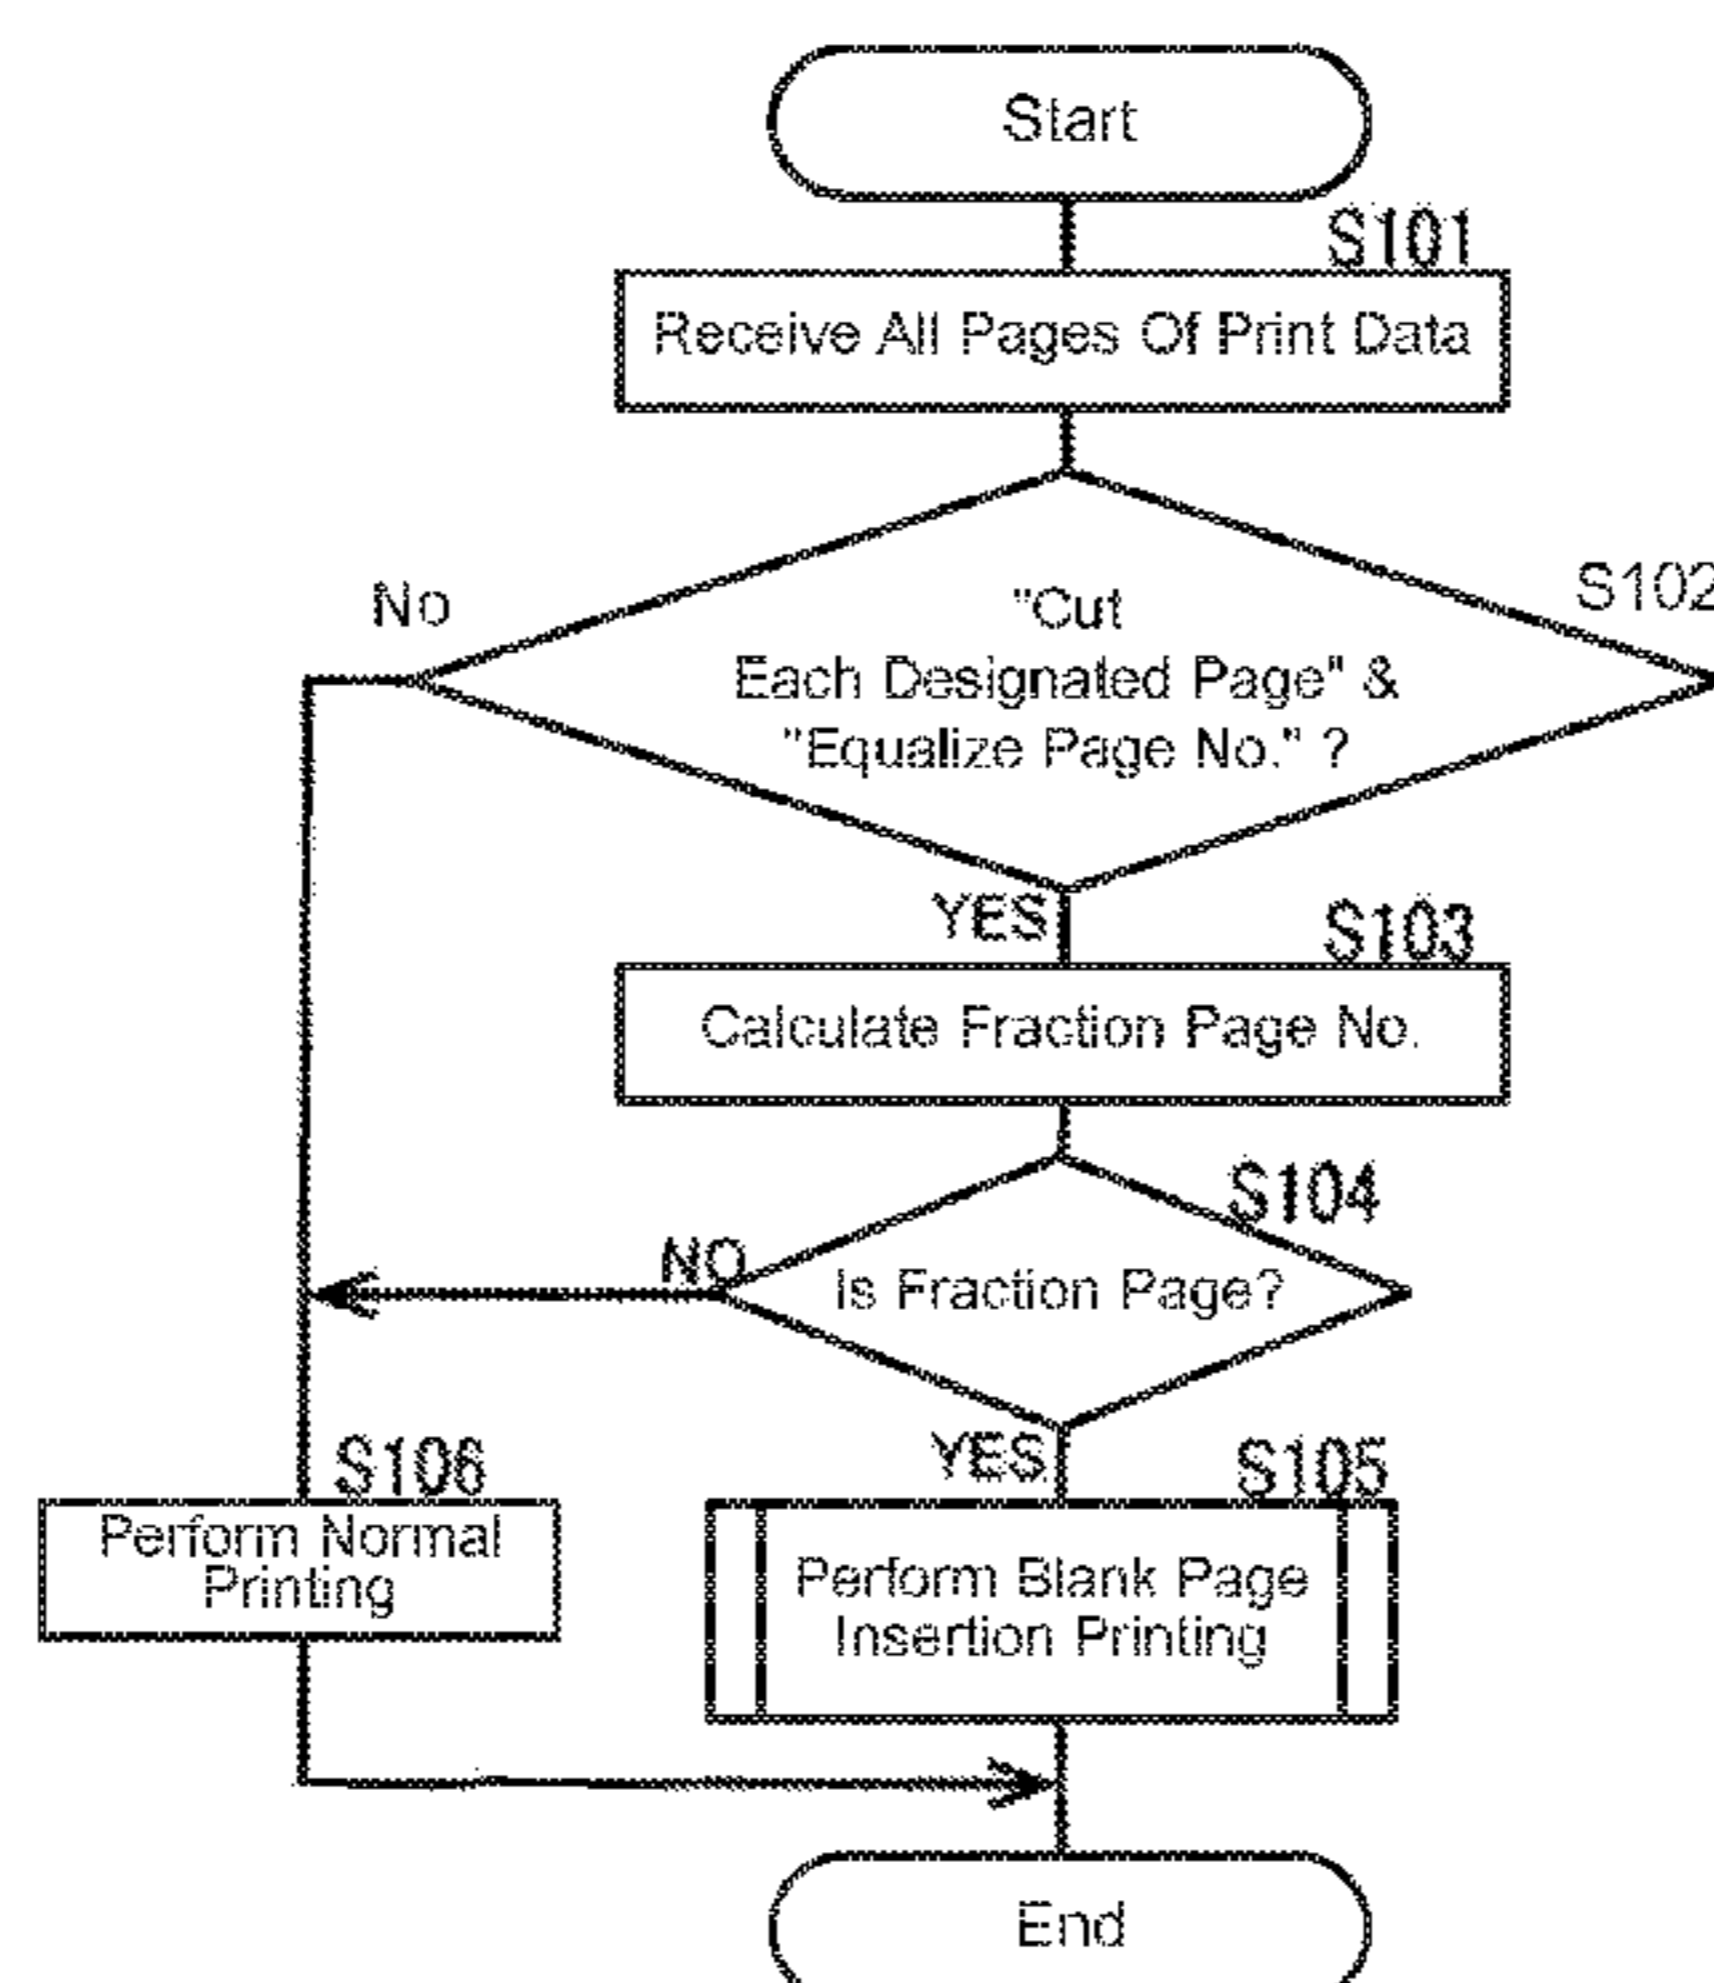 Start
S101
Receive All Pages Of Print Data
No
S102
"Cut
Each Designated Page" &
"Equalize Page No." ?
YES
S103
Calculate Fraction Page No.
S104
NO
Is Fraction Page?
YES
S106
S105
Perform Normal
Printing
Perform Blank Page
Insertion Printing
End